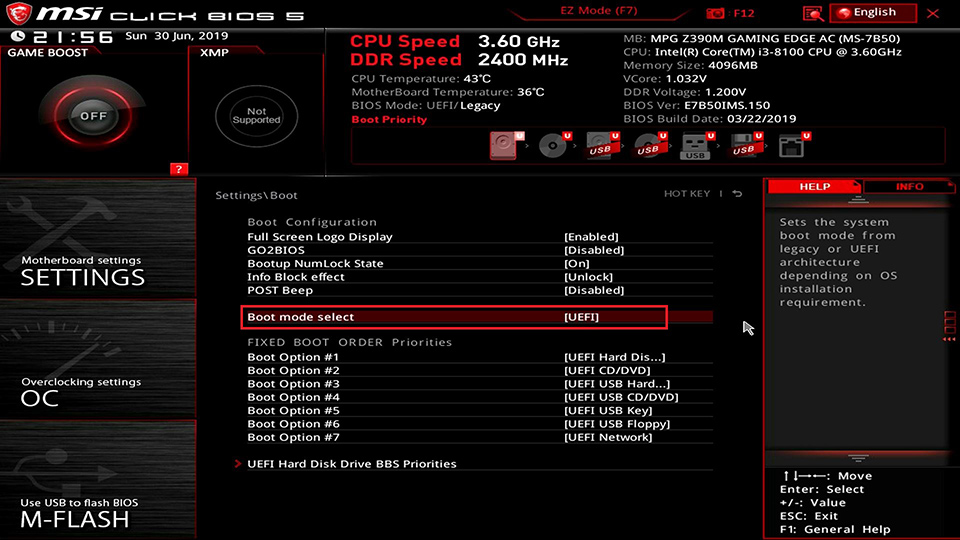 msi CLICK BIOS 5
EZ Mode (F7)
: F12
English
21:56 Sun 30 Jun, 2019
GAME BOOST
XMP
OFF
Not
Supported
?
CPU Speed 3.60 GHz
DDR Speed 2400 MHz
CPU Temperature: 43℃
MotherBoard Temperature: 36℃
BIOS Mode: UEFI/Legacy
Boot Priority
MB: MPG Z390M GAMING EDGE AC (MS-7B50)
CPU: Intel(R) Core(TM) i3-8100 CPU @ 3.60GHz
Memory Size: 4096MB
VCore: 1.032V
DDR Voltage: 1.200V
BIOS Ver: E7B50IMS.150
BIOS Build Date: 03/22/2019
U U U U U U U
USB USB USB USB
Motherboard settings
SETTINGS
Overclocking settings
OC
Use USB to flash BIOS
M-FLASH
Settings\Boot
HOT KEY |
Boot Configuration
Full Screen Logo Display [Enabled]
GO2BIOS [Disabled]
Bootup NumLock State [On]
Info Block effect [Unlock]
POST Beep [Disabled]
Boot mode select [UEFI]
FIXED BOOT ORDER Priorities
Boot Option #1 [UEFI Hard Dis...]
Boot Option #2 [UEFI CD/DVD]
Boot Option #3 [UEFI USB Hard...]
Boot Option #4 [UEFI USB CD/DVD]
Boot Option #5 [UEFI USB Key]
Boot Option #6 [UEFI USB Floppy]
Boot Option #7 [UEFI Network]
UEFI Hard Disk Drive BBS Priorities
HELP
INFO
Sets the system
boot mode from
legacy or UEFI
architecture
depending on OS
installation
requirement.
↑↓→←: Move
Enter: Select
+/-: Value
ESC: Exit
F1: General Help